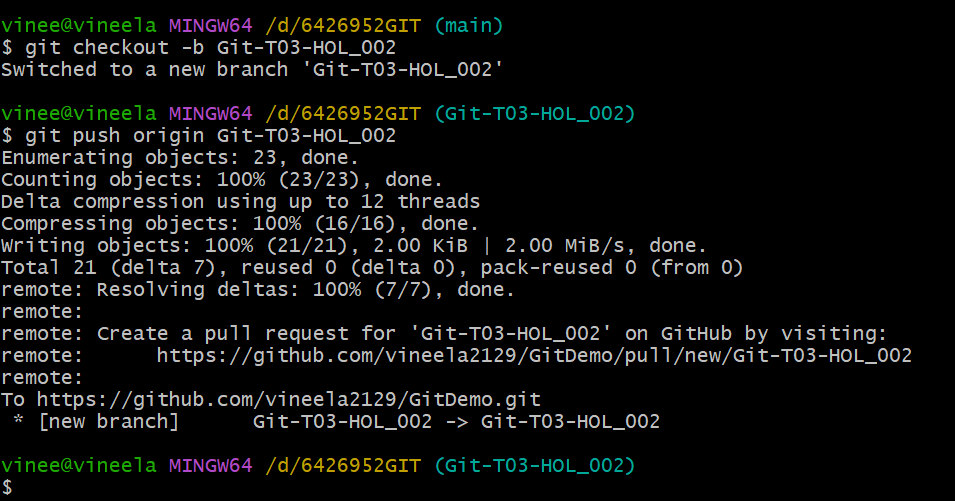 vinee@vineela MINGW64 /d/6426952GIT (main)
$ git checkout -b Git-T03-HOL_002
Switched to a new branch 'Git-T03-HOL_002'
vinee@vineela MINGW64 /d/6426952GIT (Git-T03-HOL_002)
$ git push origin Git-T03-HOL_002
Enumerating objects: 23, done.
Counting objects: 100% (23/23), done.
Delta compression using up to 12 threads
Compressing objects: 100% (16/16), done.
Writing objects: 100% (21/21), 2.00 KiB | 2.00 MiB/s, done.
Total 21 (delta 7), reused 0 (delta 0), pack-reused 0 (from 0)
remote: Resolving deltas: 100% (7/7), done.
remote:
remote: Create a pull request for 'Git-T03-HOL_002' on GitHub by visiting:
remote:      https://github.com/vineela2129/GitDemo/pull/new/Git-T03-HOL_002
remote:
To https://github.com/vineela2129/GitDemo.git
 * [new branch]      Git-T03-HOL_002 -> Git-T03-HOL_002
vinee@vineela MINGW64 /d/6426952GIT (Git-T03-HOL_002)
$